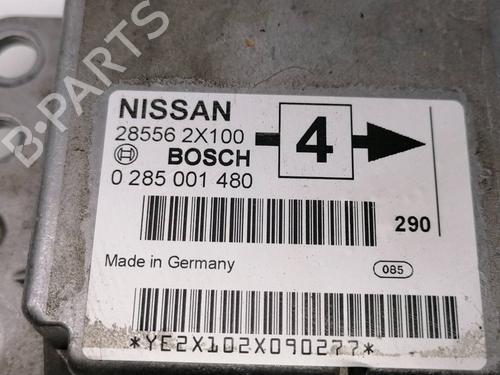 NISSAN
28556 2X100
4
BOSCH
0 285 001 480
290
Made in Germany
085
*YE2X102X090277*
B-PARTS